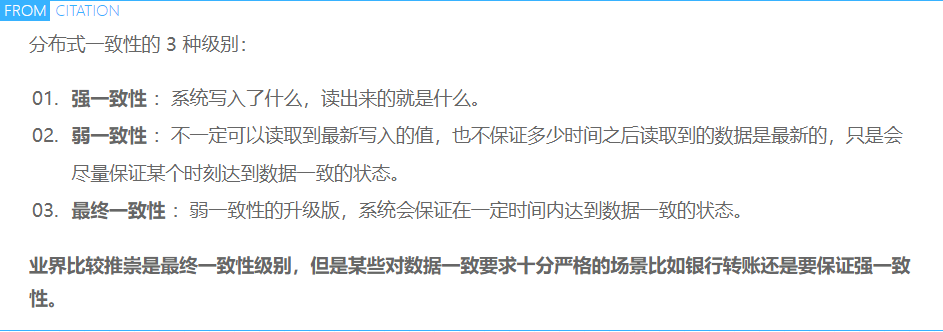 FROM CITATION
分布式一致性的 3 种级别：
01. 强一致性 ：系统写入了什么，读出来的就是什么。
02. 弱一致性 ：不一定可以读取到最新写入的值，也不保证多少时间之后读取到的数据是最新的，只是会
尽量保证某个时刻达到数据一致的状态。
03. 最终一致性 ：弱一致性的升级版，系统会保证在一定时间内达到数据一致的状态。
业界比较推崇是最终一致性级别，但是某些对数据一致要求十分严格的场景比如银行转账还是要保证强一致
性。